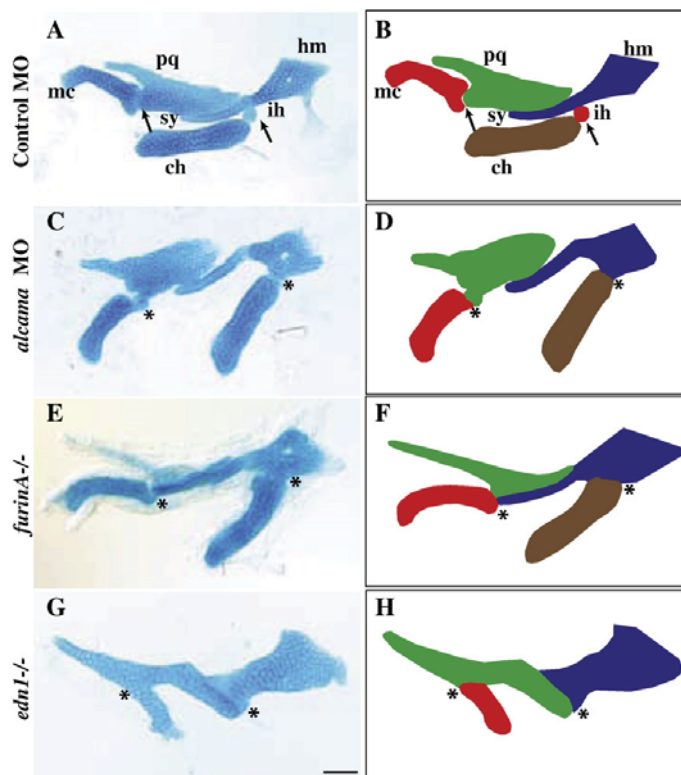 Control MO
A
pq
hm
mc
sy
ih
ch
B
pq
hm
mc
sy
ih
ch
alcama MO
C
*
*
D
*
*
furinA-/-
E
*
*
F
*
*
edn1-/-
G
*
*
H
*
*